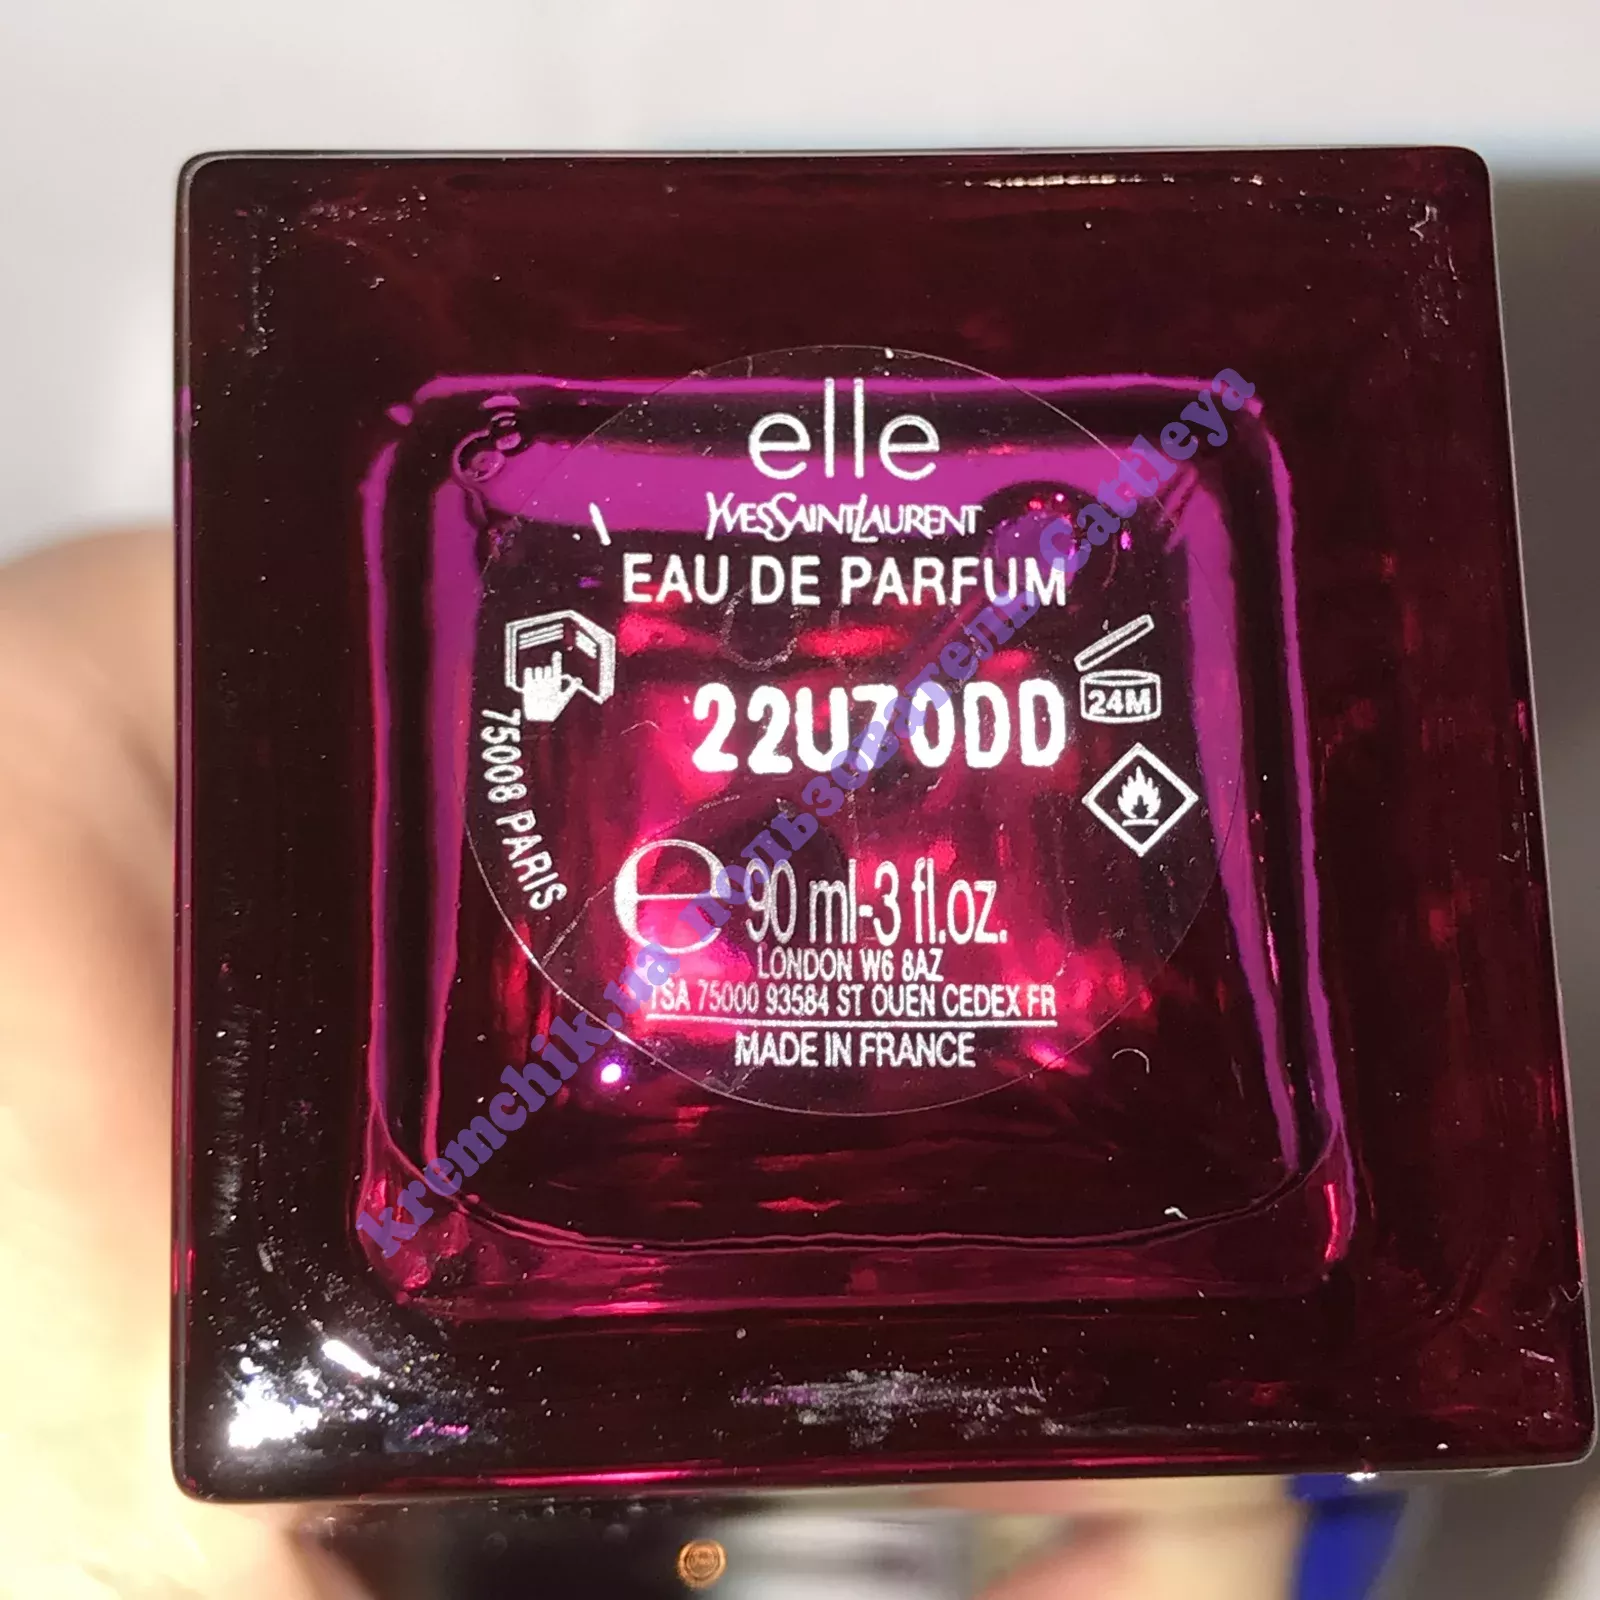 elle
YVESSAINTLAURENT
EAU DE PARFUM
22U70DD
24M
75008 PARIS
e 90 ml-3 fl.oz.
LONDON W6 8AZ
TSA 75000 93584 ST OUEN CEDEX FR
MADE IN FRANCE
kremchik.ua пользователь Cattleya